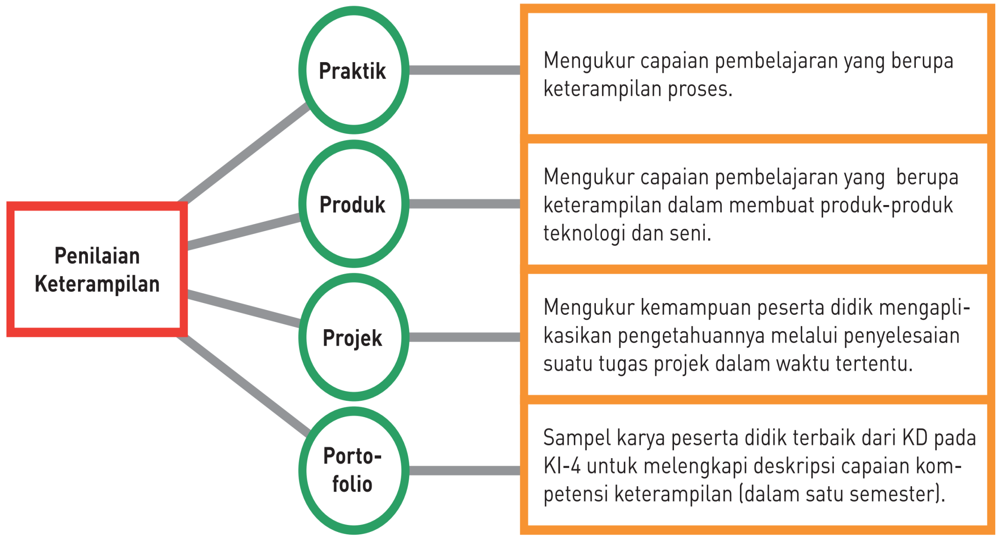 Penilaian
Keterampilan
Praktik
Mengukur capaian pembelajaran yang berupa
keterampilan proses.
Produk
Mengukur capaian pembelajaran yang berupa
keterampilan dalam membuat produk-produk
teknologi dan seni.
Projek
Mengukur kemampuan peserta didik mengapli-
kasikan pengetahuannya melalui penyelesaian
suatu tugas projek dalam waktu tertentu.
Porto-
folio
Sampel karya peserta didik terbaik dari KD pada
KI-4 untuk melengkapi deskripsi capaian kom-
petensi keterampilan (dalam satu semester).